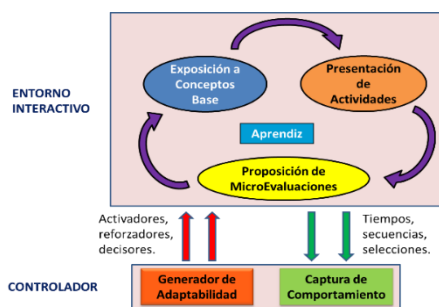 ENTORNO
INTERACTIVO
Exposición a
Conceptos
Base
Presentación
de
Actividades
Aprendiz
Proposición de
MicroEvaluaciones
Activadores,
reforzadores,
decisores.
Tiempos,
secuencias,
selecciones.
CONTROLADOR
Generador de
Adaptabilidad
Captura de
Comportamiento